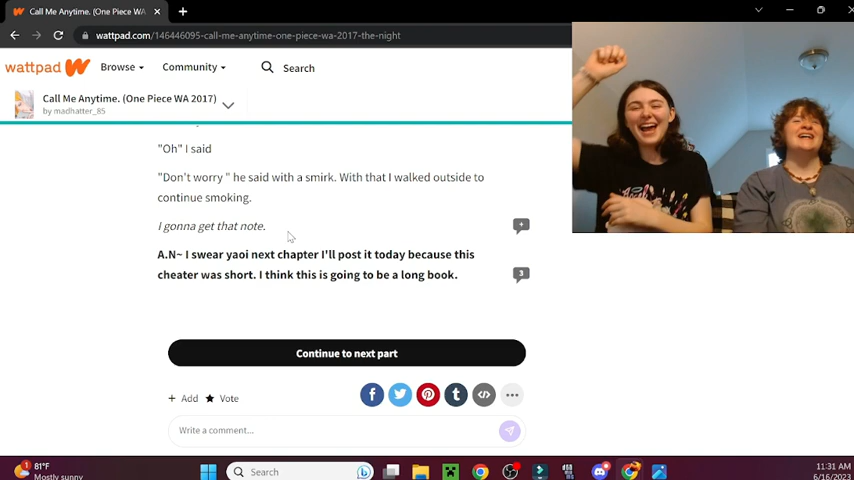 Call Me Anytime. (One Piece WA
wattpad.com/146446095-call-me-anytime-one-piece-wa-2017-the-night
wattpad
Browse
Community
Search
Call Me Anytime. (One Piece WA 2017)
by madhatter_85
"Oh" I said
"Don't worry " he said with a smirk. With that I walked outside to
continue smoking.
I gonna get that note.
+
A.N~ I swear yaoi next chapter I'll post it today because this
cheater was short. I think this is going to be a long book.
3
Continue to next part
+ Add
Vote
Write a comment...
81°F
Mostly sunny
Search
11:31 AM
6/16/2023